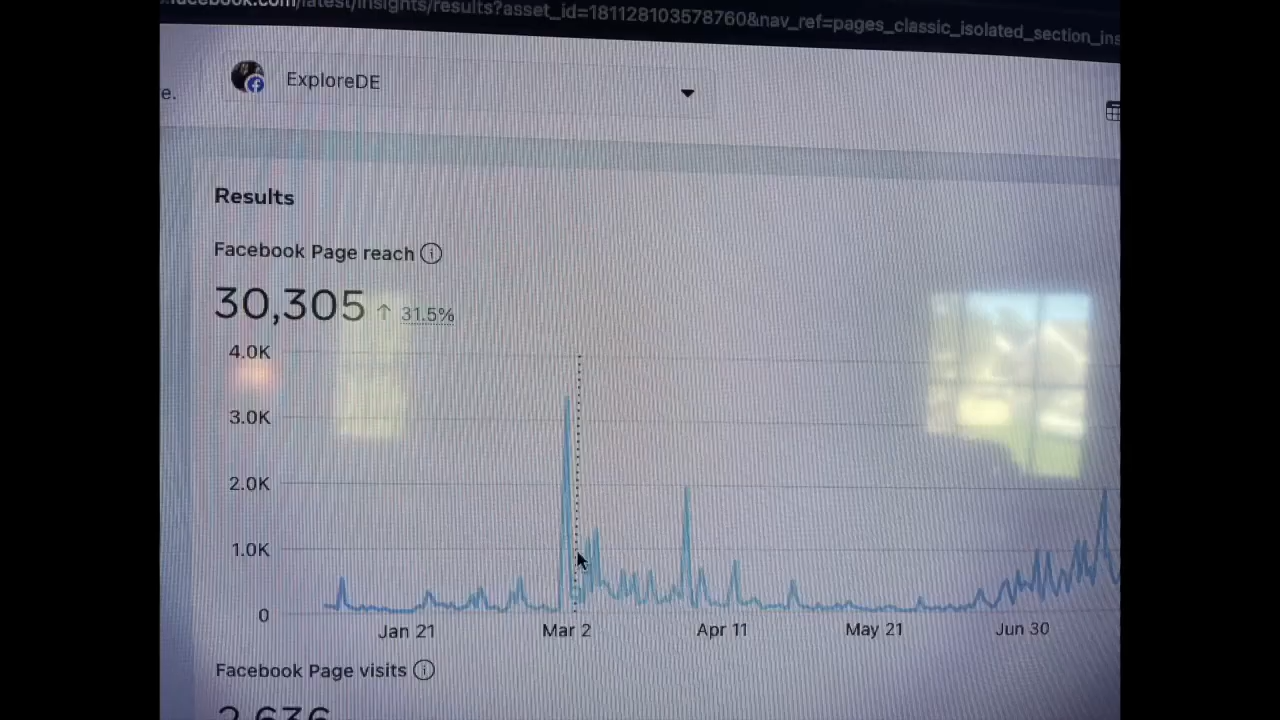 facebook.com/latest/insights/results?asset_id=181128103578760&nav_ref=pages_classic_isolated_section_ins
e.
ExploreDE
Results
Facebook Page reach
30,305 ↑ 31.5%
4.0K
3.0K
2.0K
1.0K
0
Jan 21 Mar 2 Apr 11 May 21 Jun 30
Facebook Page visits
2,636